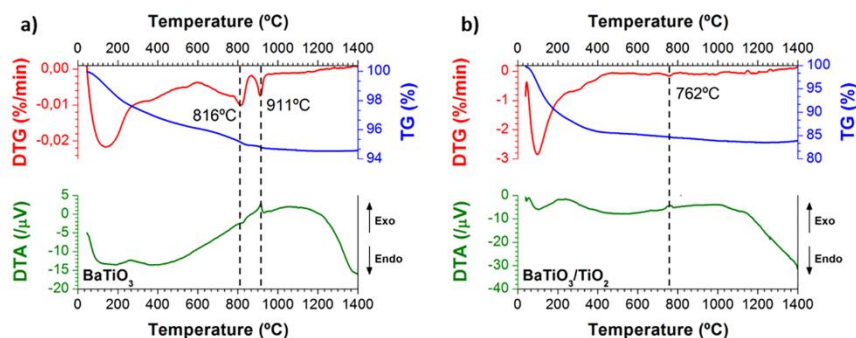 a)
Temperature (ºC)
0 200 400 600 800 1000 1200 1400
DTG (%/min)
0,00
-0,01
-0,02
816ºC
911ºC
100
98
96
94
TG (%)
DTA (/µV)
5
0
-5
-10
-15
-20
BaTiO₃
Exo
Endo
0 200 400 600 800 1000 1200 1400
Temperature (ºC)
b)
Temperature (ºC)
0 200 400 600 800 1000 1200 1400
DTG (%/min)
0
-1
-2
-3
762ºC
100
95
90
85
80
TG (%)
DTA (/µV)
0
-10
-20
-30
-40
BaTiO₃/TiO₂
Exo
Endo
0 200 400 600 800 1000 1200 1400
Temperature (ºC)